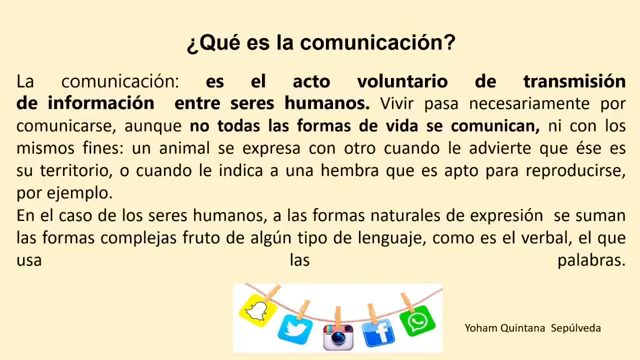 ¿Qué es la comunicación?
La comunicación: es el acto voluntario de transmisión
de información entre seres humanos. Vivir pasa necesariamente por
comunicarse, aunque no todas las formas de vida se comunican, ni con los
mismos fines: un animal se expresa con otro cuando le advierte que ése es
su territorio, o cuando le indica a una hembra que es apto para reproducirse,
por ejemplo.
En el caso de los seres humanos, a las formas naturales de expresión se suman
las formas complejas fruto de algún tipo de lenguaje, como es el verbal, el que
usa las palabras.
Yoham Quintana Sepúlveda